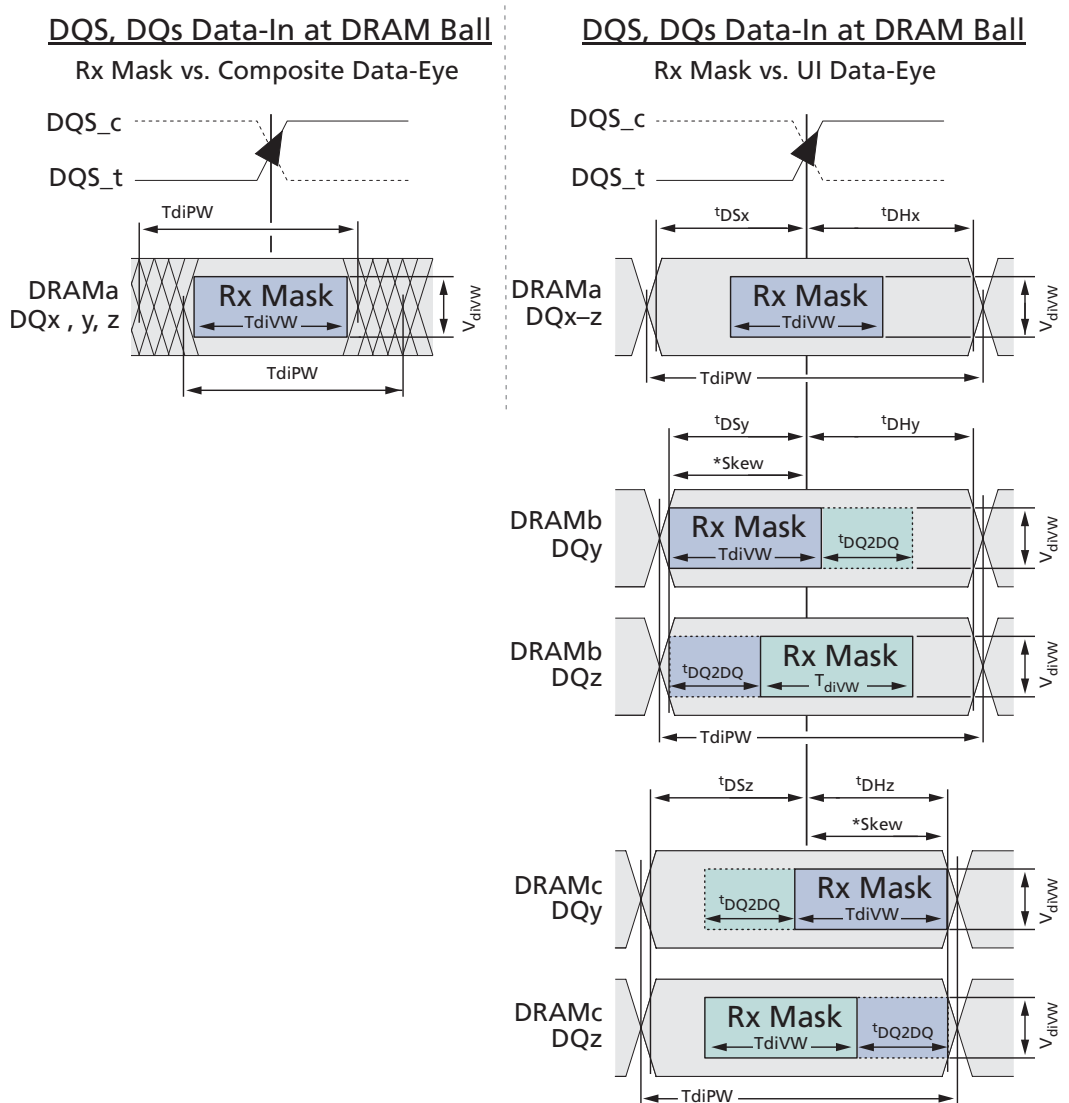 DQS, DQs Data-In at DRAM Ball
Rx Mask vs. Composite Data-Eye
DQS_c
DQS_t
TdiPW
DRAMa
DQx , y, z
Rx Mask
TdiVW
VdiVW
TdiPW
DQS, DQs Data-In at DRAM Ball
Rx Mask vs. UI Data-Eye
DQS_c
DQS_t
tDSx
tDHx
DRAMa
DQx–z
Rx Mask
TdiVW
VdiVW
TdiPW
tDSy
tDHy
*Skew
DRAMb
DQy
Rx Mask
TdiVW
tDQ2DQ
VdiVW
DRAMb
DQz
tDQ2DQ
Rx Mask
TdiVW
VdiVW
TdiPW
tDSz
tDHz
*Skew
DRAMc
DQy
tDQ2DQ
Rx Mask
TdiVW
VdiVW
DRAMc
DQz
Rx Mask
TdiVW
tDQ2DQ
VdiVW
TdiPW